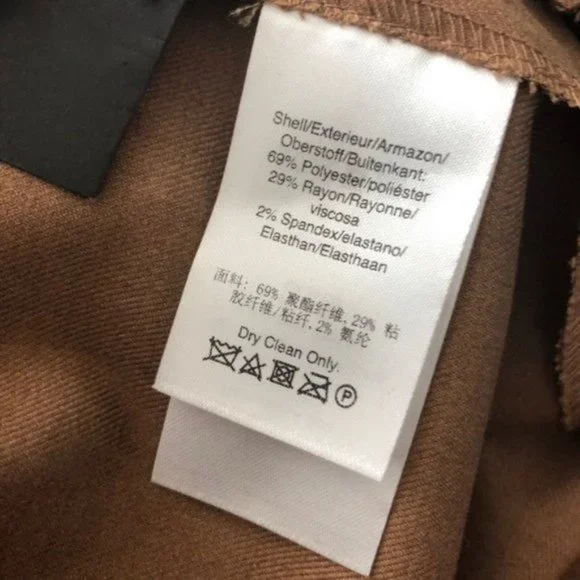 Shell/Exterieur/Armazon/
Oberstoff/Buitenkant:
69% Polyester/poliéster
29% Rayon/Rayonne/
viscosa
2% Spandex/elastano/
Elasthan/Elasthaan
面料: 69% 聚酯纤维,29% 粘
胶纤维/粘纤,2% 氨纶
Dry Clean Only.
P